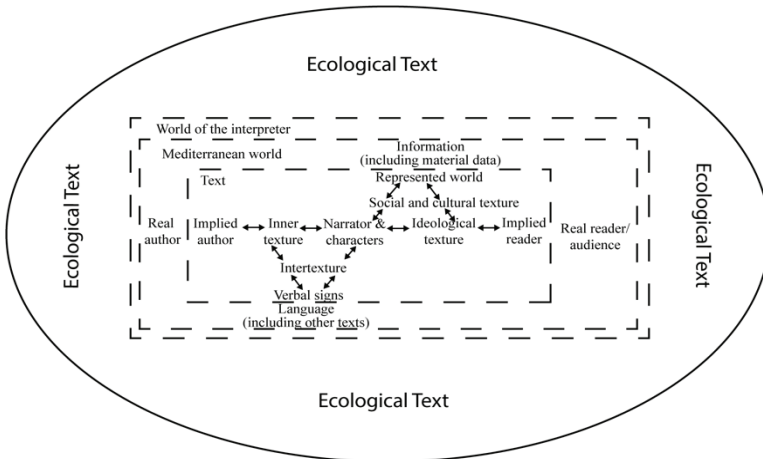 Ecological Text
World of the interpreter
Mediterranean world
Information
(including material data)
Text
Represented world
Social and cultural texture
Real
author
Implied
author
Inner
texture
Narrator &
characters
Ideological
texture
Implied
reader
Real reader/
audience
Intertexture
Verbal signs
Language
(including other texts)
Ecological Text
Ecological Text
Ecological Text